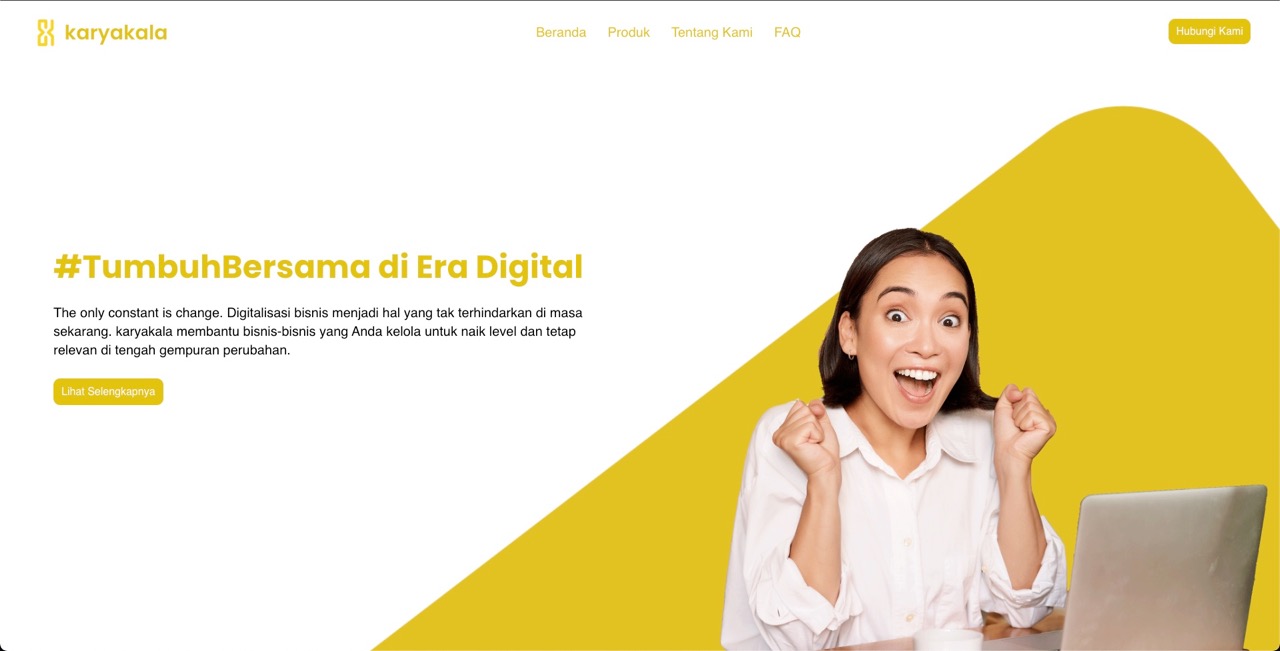 karyakala
Beranda Produk Tentang Kami FAQ
Hubungi Kami
#TumbuhBersama di Era Digital
The only constant is change. Digitalisasi bisnis menjadi hal yang tak terhindarkan di masa
sekarang. karyakala membantu bisnis-bisnis yang Anda kelola untuk naik level dan tetap
relevan di tengah gempuran perubahan.
Lihat Selengkapnya